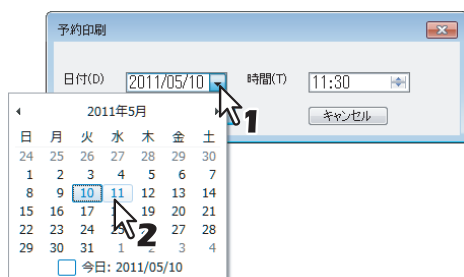 予約印刷
日付(D) 2011/05/10 時間(T) 11:30
キャンセル
1
2011年5月
日 月 火 水 木 金 土
24 25 26 27 28 29 30
1 2 3 4 5 6 7
8 9 10 11 12 13 14
15 16 17 19 20 21
22 23 24 25 27 28
29 30 31 1 2 3 4
2
今日: 2011/05/10